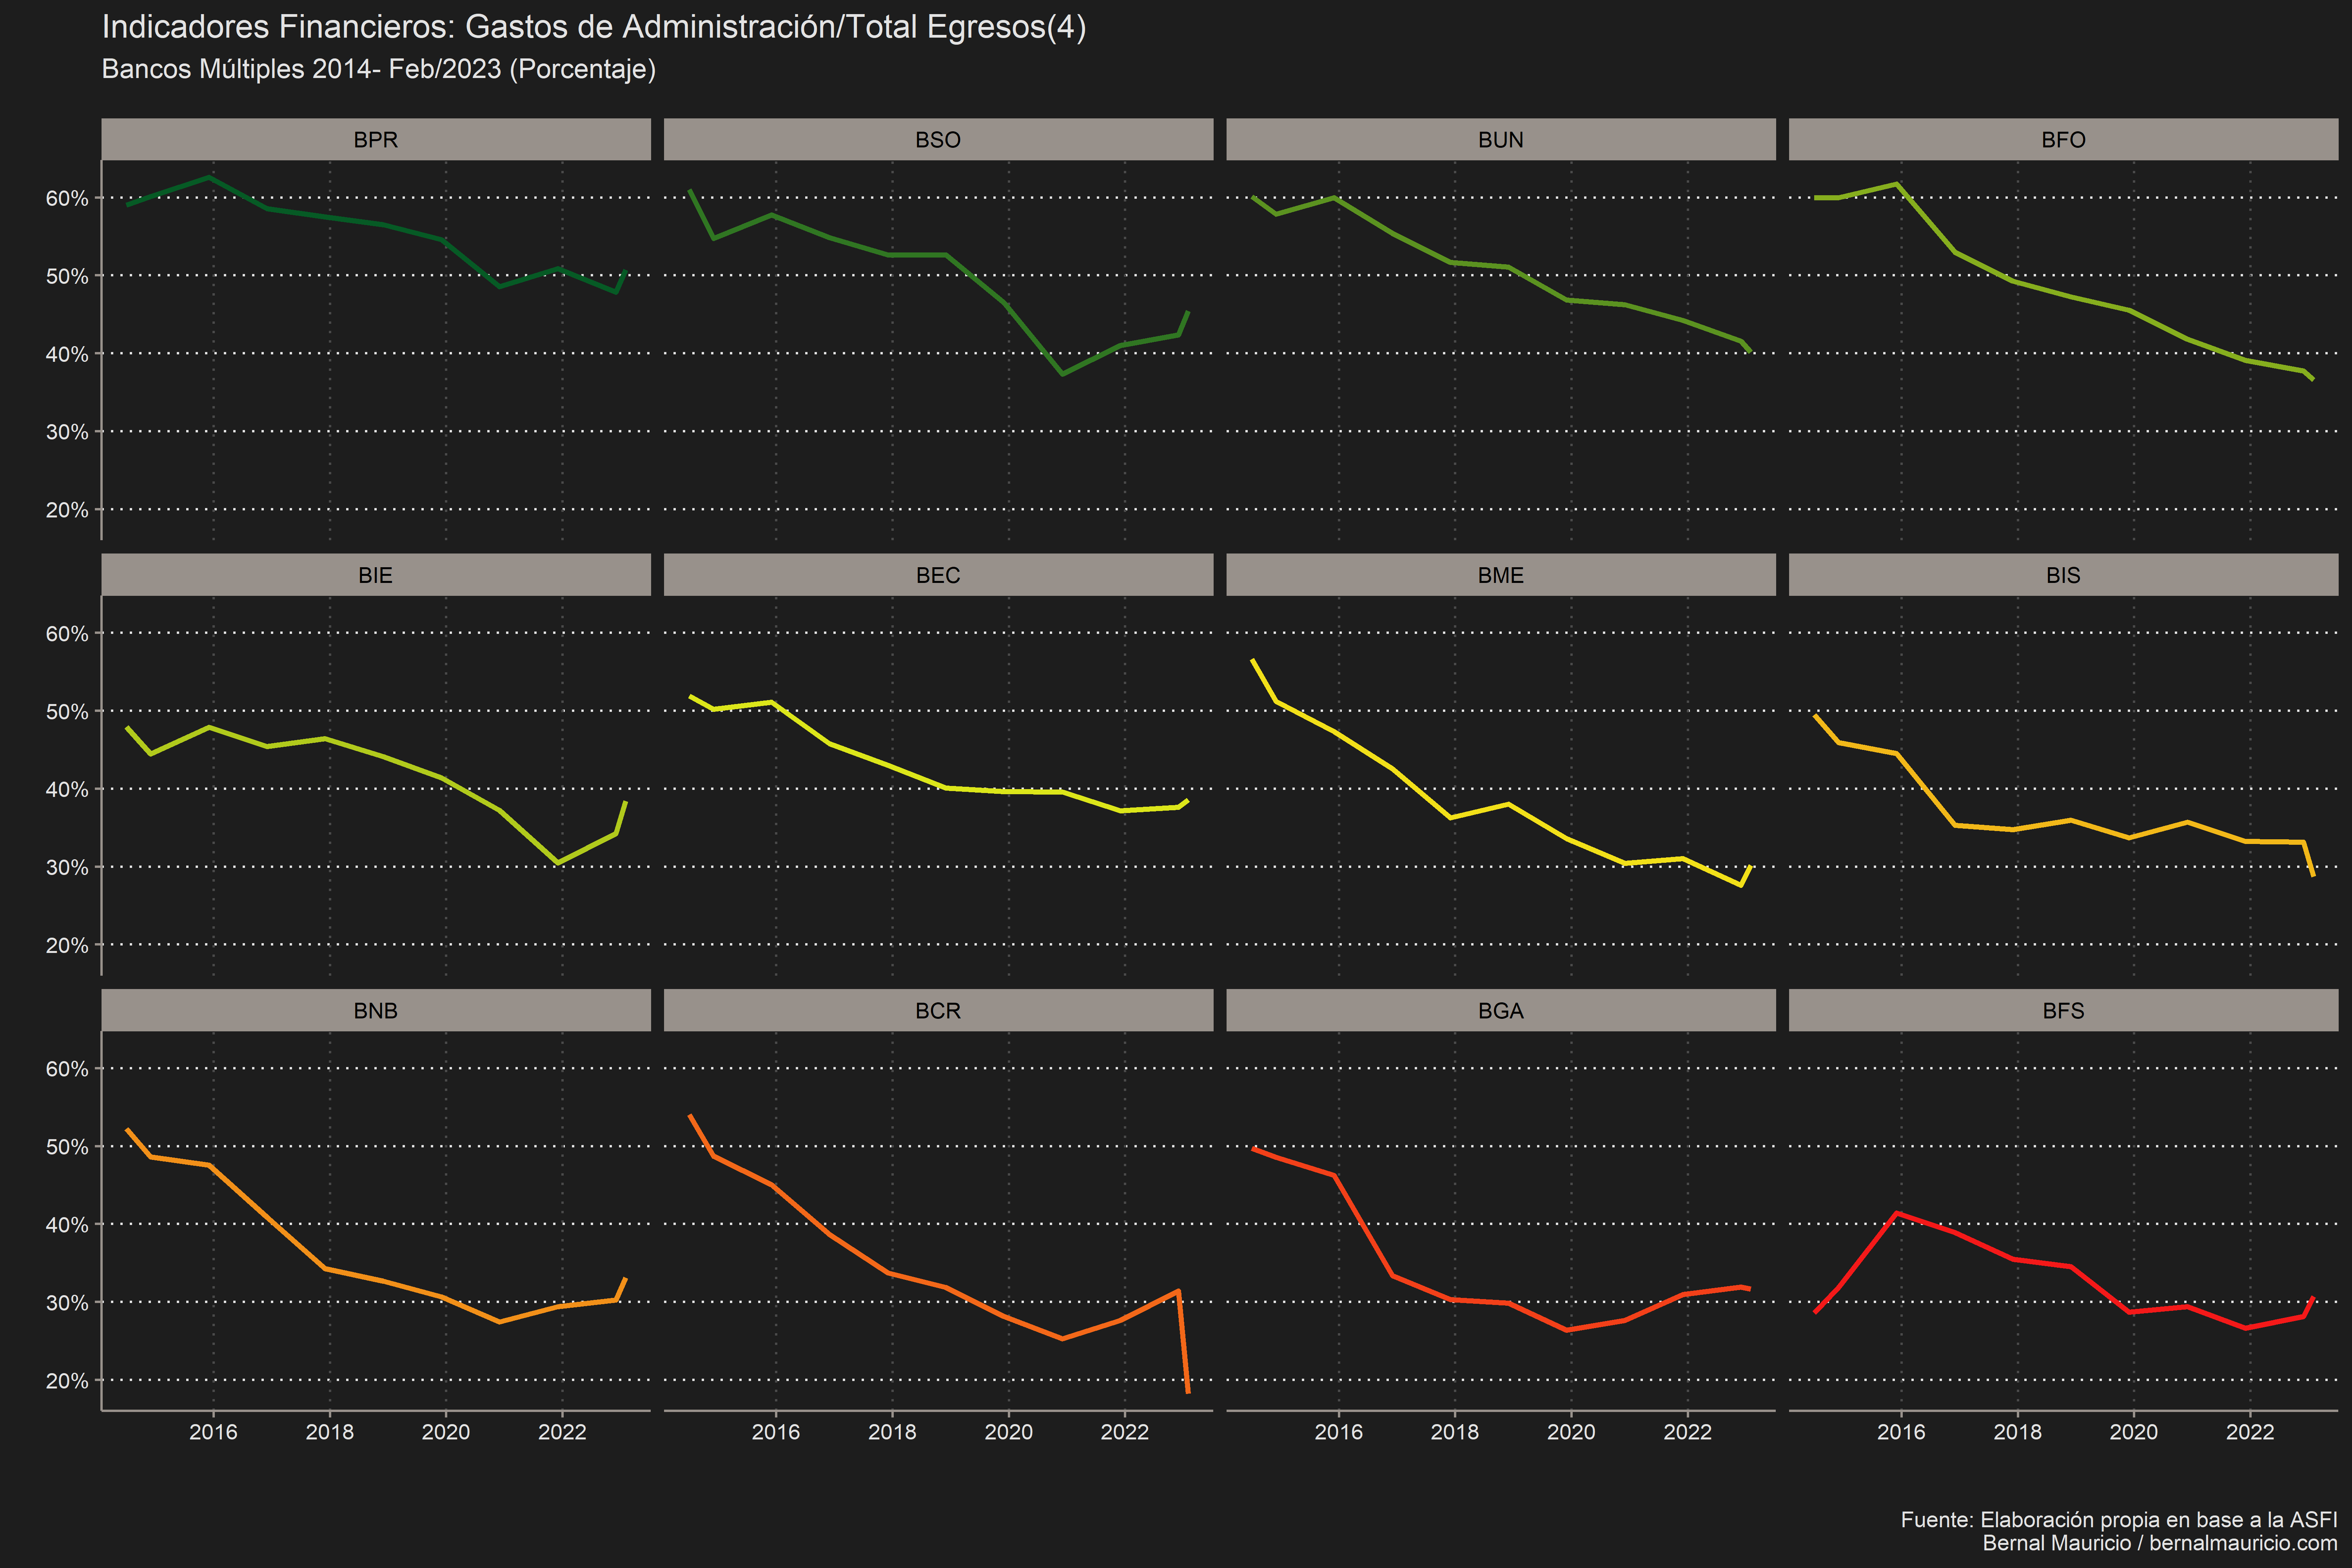 Indicadores Financieros: Gastos de Administración/Total Egresos(4)
Bancos Múltiples 2014- Feb/2023 (Porcentaje)
BPR
BSO
BUN
BFO
60%
50%
40%
30%
20%
BIE
BEC
BME
BIS
60%
50%
40%
30%
20%
BNB
BCR
BGA
BFS
60%
50%
40%
30%
20%
2016 2018 2020 2022
2016 2018 2020 2022
2016 2018 2020 2022
2016 2018 2020 2022
Fuente: Elaboración propia en base a la ASFI
Bernal Mauricio / bernalmauricio.com